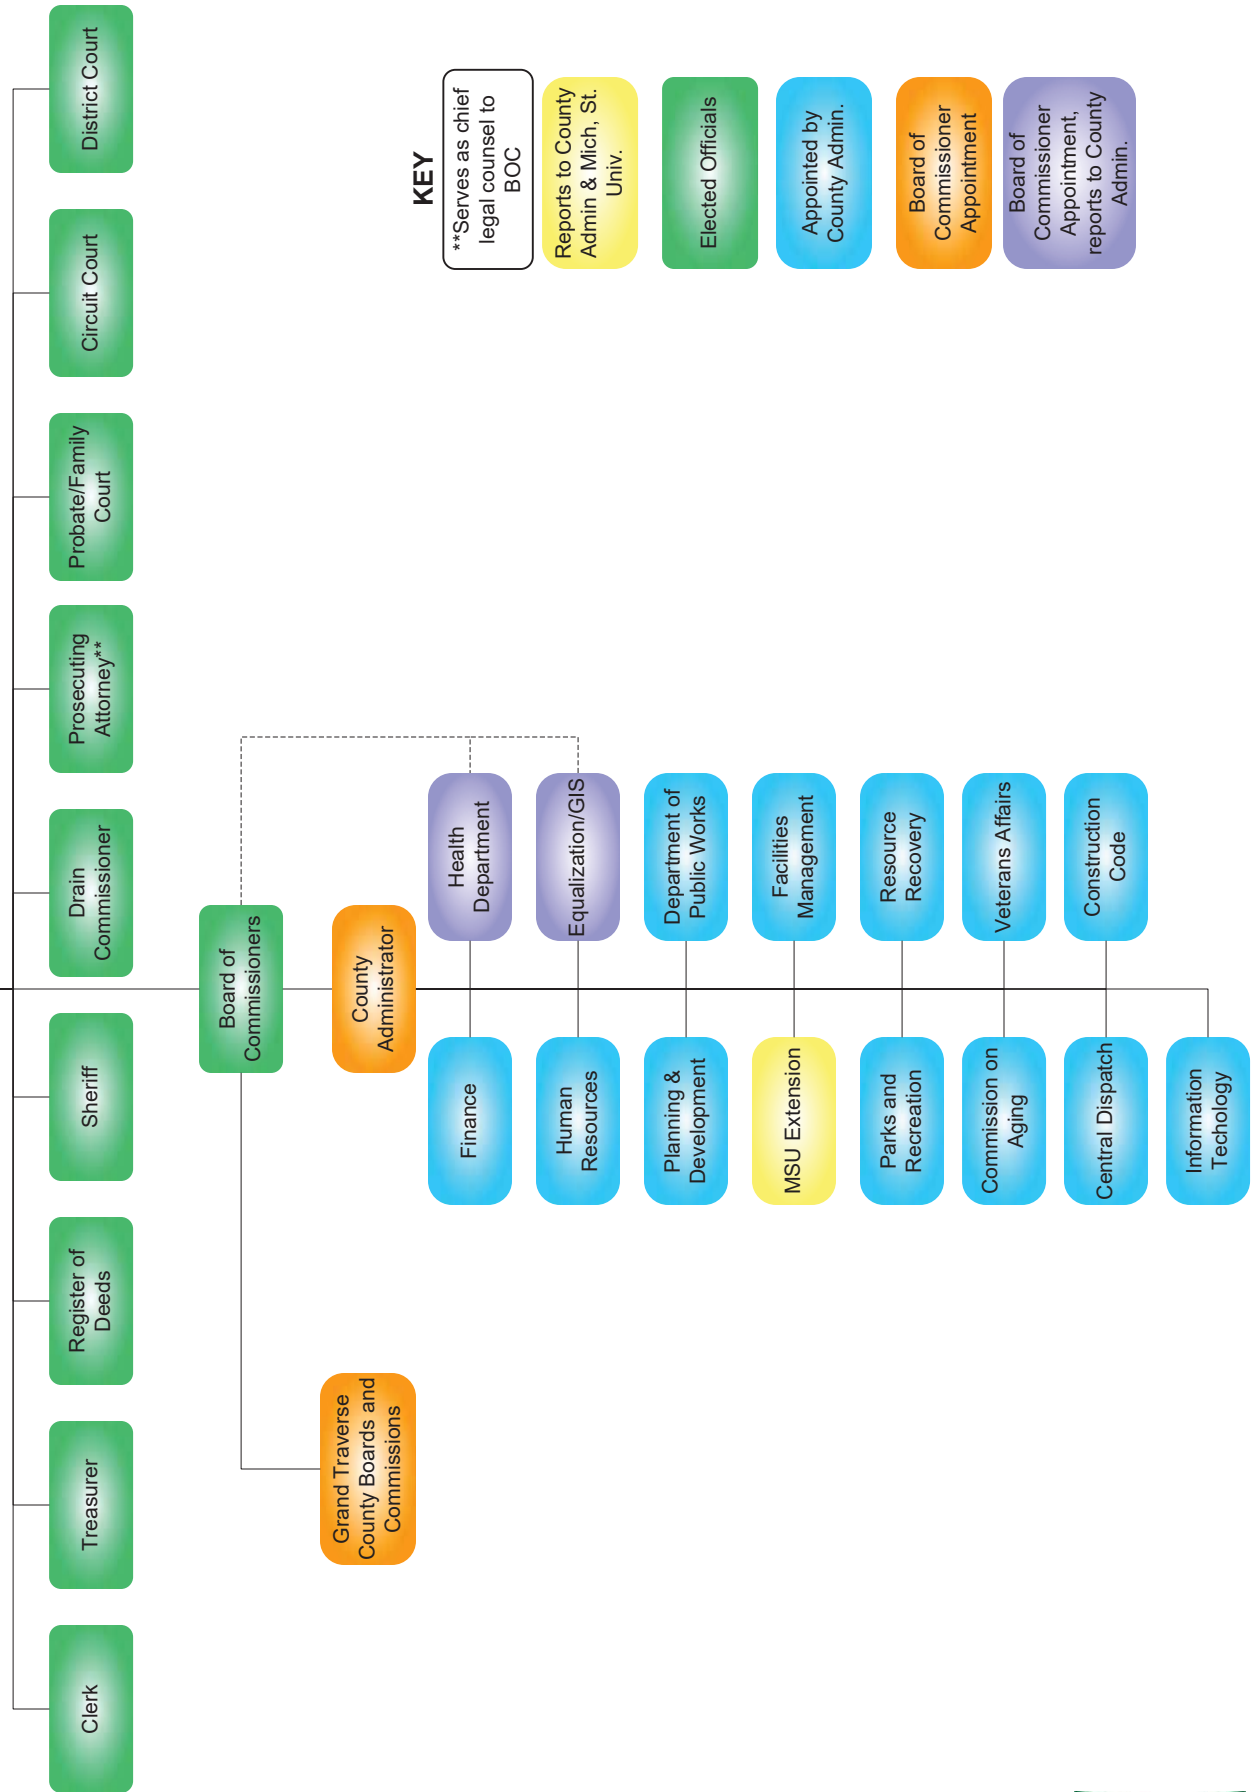 Clerk
Treasurer
Register of
Deeds
Sheriff
Drain
Commissioner
Prosecuting
Attorney**
Probate/Family
Court
Circuit Court
District Court
Board of
Commissioners
Grand Traverse
County Boards and
Commissions
County
Administrator
Finance
Health
Department
Human
Resources
Equalization/GIS
Planning &
Development
Department of
Public Works
MSU Extension
Facilities
Management
Parks and
Recreation
Resource
Recovery
Commission on
Aging
Veterans Affairs
Central Dispatch
Construction
Code
Information
Techology
KEY
**Serves as chief
legal counsel to
BOC
Reports to County
Admin & Mich, St.
Univ.
Elected Officials
Appointed by
County Admin.
Board of
Commissioner
Appointment
Board of
Commissioner
Appointment,
reports to County
Admin.